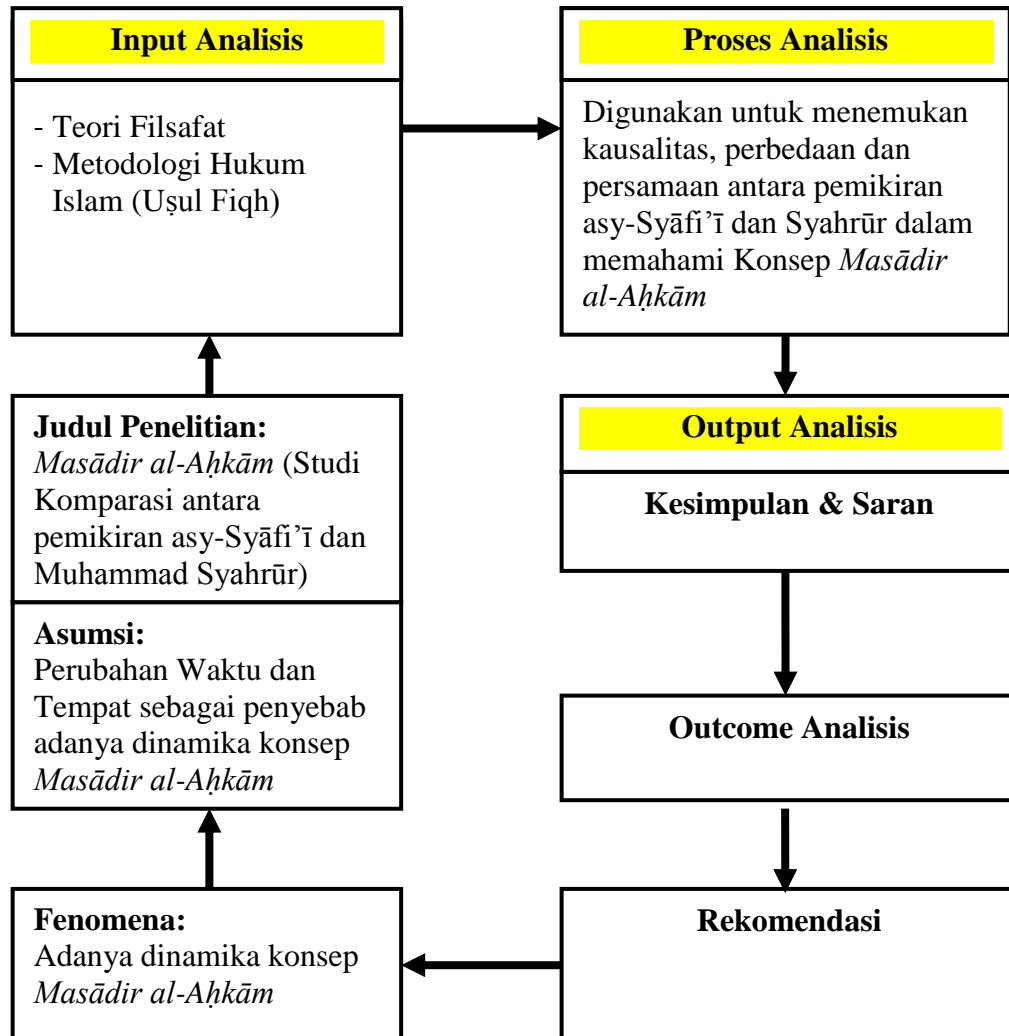 Input Analisis
- Teori Filsafat
- Metodologi Hukum
Islam (Uṣul Fiqh)
Proses Analisis
Digunakan untuk menemukan
kausalitas, perbedaan dan
persamaan antara pemikiran
asy-Syāfi’ī dan Syahrūr dalam
memahami Konsep Masādir
al-Aḥkām
Judul Penelitian:
Masādir al-Aḥkām (Studi
Komparasi antara
pemikiran asy-Syāfi’ī dan
Muhammad Syahrūr)
Asumsi:
Perubahan Waktu dan
Tempat sebagai penyebab
adanya dinamika konsep
Masādir al-Aḥkām
Output Analisis
Kesimpulan & Saran
Outcome Analisis
Fenomena:
Adanya dinamika konsep
Masādir al-Aḥkām
Rekomendasi